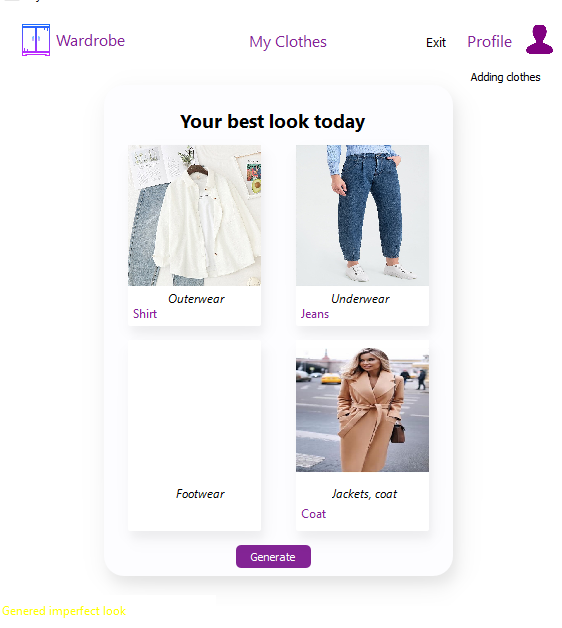 Wardrobe
My Clothes
Exit
Profile
Adding clothes
Your best look today
Outerwear
Shirt
Underwear
Jeans
Footwear
Jackets, coat
Coat
Generate
Genered imperfect look